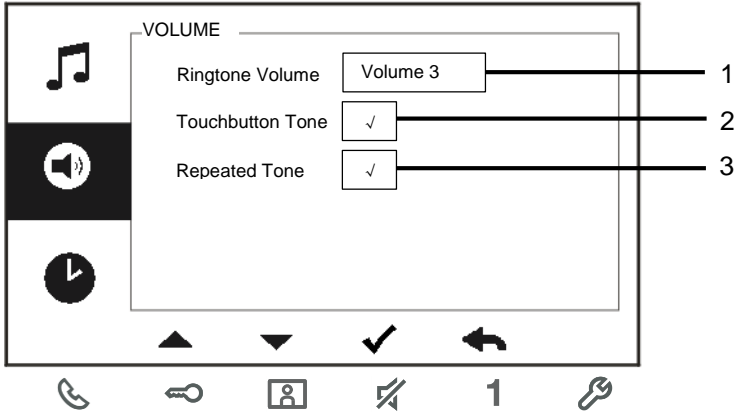 VOLUME
Ringtone Volume Volume 3 1
Touchbutton Tone √ 2
Repeated Tone √ 3
1